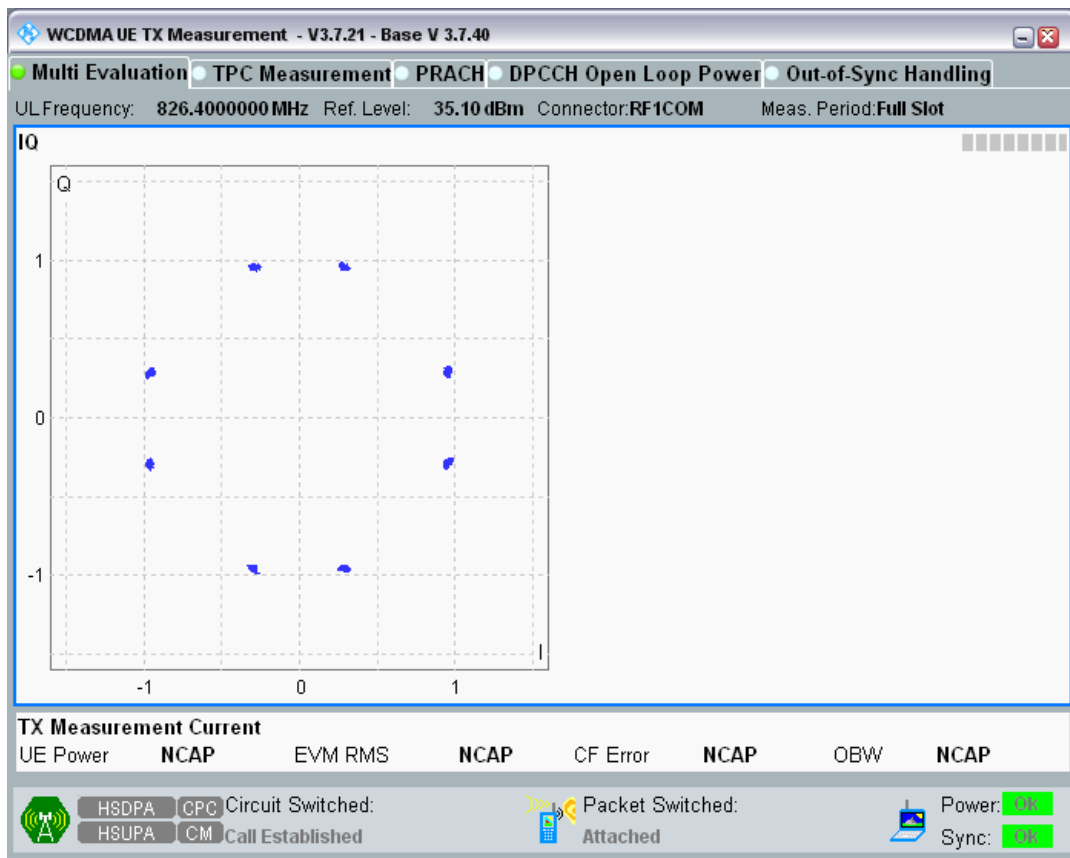 WCDMA UE TX Measurement - V3.7.21 - Base V 3.7.40
Multi Evaluation TPC Measurement PRACH DPCCH Open Loop Power Out-of-Sync Handling
UL Frequency: 826.4000000 MHz Ref. Level: 35.10 dBm Connector:RF1COM Meas. Period:Full Slot
IQ
Q
1
0
-1
I
-1 0 1
TX Measurement Current
UE Power NCAP EVM RMS NCAP CF Error NCAP OBW NCAP
HSDPA CPC Circuit Switched: Packet Switched: Power: Ok
HSUPA CM Call Established Attached Sync: Ok